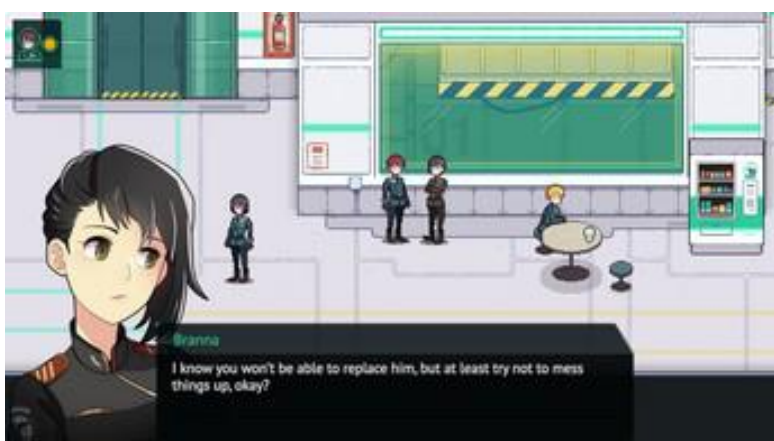 Branna
I know you won't be able to replace him, but at least try not to mess
things up, okay?